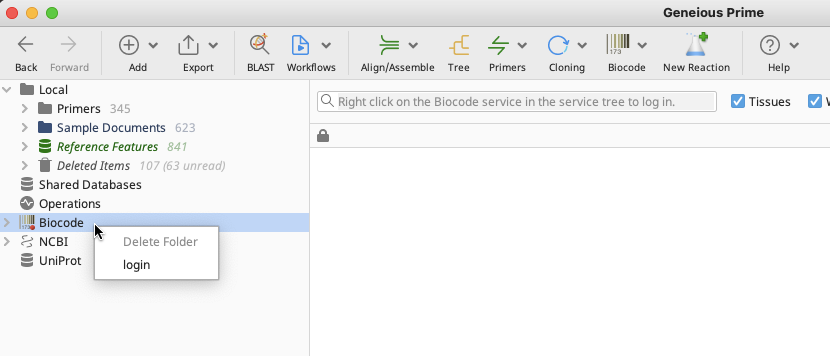 Geneious Prime
Back Forward Add Export BLAST Workflows Align/Assemble Tree Primers Cloning Biocode New Reaction Help
Local
Primers 345
Sample Documents 623
Reference Features 841
Deleted Items 107 (63 unread)
Shared Databases
Operations
Biocode
NCBI
UniProt
Delete Folder
login
Right click on the Biocode service in the service tree to log in.
Tissues